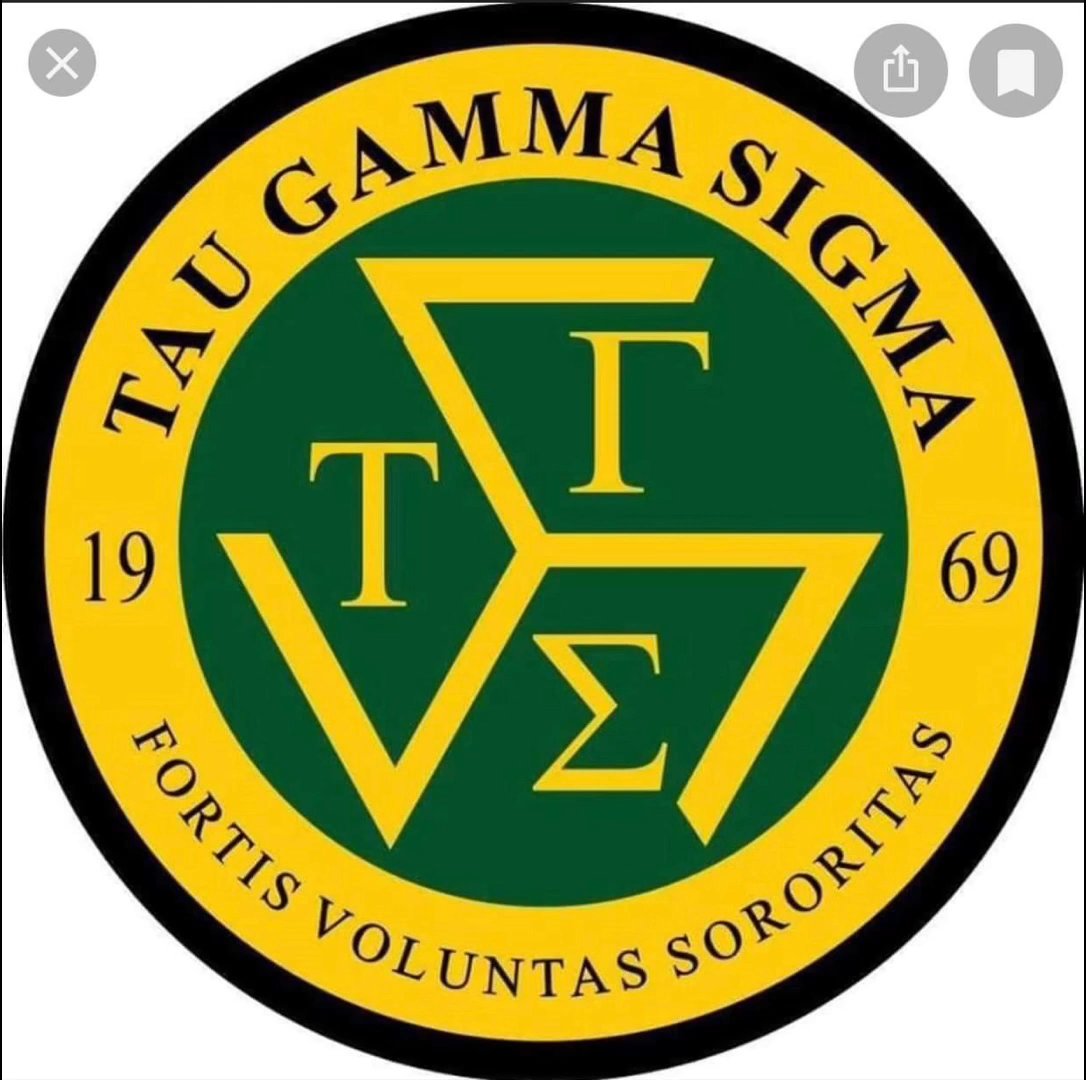 TAU GAMMA SIGMA
Γ
Τ
19
69
Σ
FORTIS VOLUNTAS SORORITAS